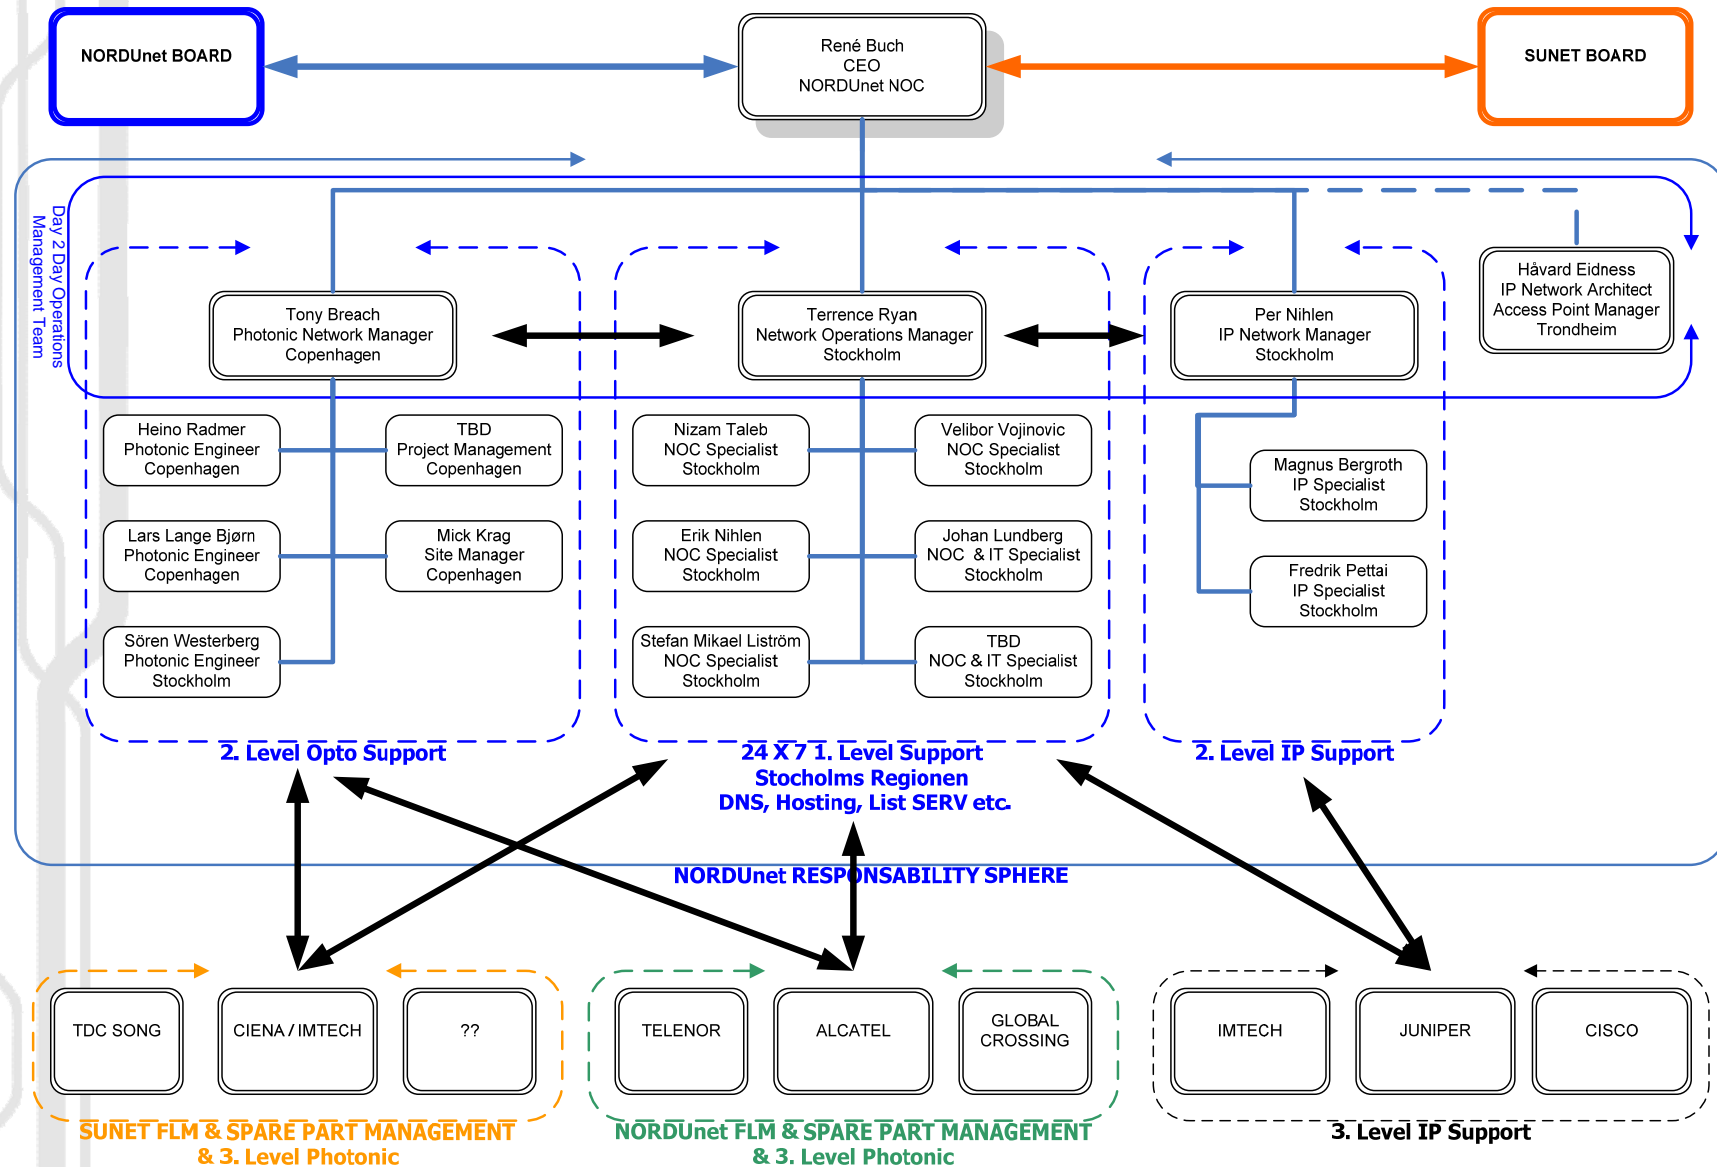 NORDUnet BOARD
René Buch
CEO
NORDUnet NOC
SUNET BOARD
Day 2 Day Operations
Management Team
Tony Breach
Photonic Network Manager
Copenhagen
Terrence Ryan
Network Operations Manager
Stockholm
Per Nihlen
IP Network Manager
Stockholm
Håvard Eidness
IP Network Architect
Access Point Manager
Trondheim
Heino Radmer
Photonic Engineer
Copenhagen
TBD
Project Management
Copenhagen
Lars Lange Bjørn
Photonic Engineer
Copenhagen
Mick Krag
Site Manager
Copenhagen
Sören Westerberg
Photonic Engineer
Stockholm
Nizam Taleb
NOC Specialist
Stockholm
Velibor Vojinovic
NOC Specialist
Stockholm
Erik Nihlen
NOC Specialist
Stockholm
Johan Lundberg
NOC & IT Specialist
Stockholm
Stefan Mikael Liström
NOC Specialist
Stockholm
TBD
NOC & IT Specialist
Stockholm
Magnus Bergroth
IP Specialist
Stockholm
Fredrik Pettai
IP Specialist
Stockholm
2. Level Opto Support
24 X 7 1. Level Support
Stocholms Regionen
DNS, Hosting, List SERV etc.
2. Level IP Support
NORDUnet RESPONSABILITY SPHERE
TDC SONG
CIENA / IMTECH
??
TELENOR
ALCATEL
GLOBAL
CROSSING
IMTECH
JUNIPER
CISCO
SUNET FLM & SPARE PART MANAGEMENT
& 3. Level Photonic
NORDUnet FLM & SPARE PART MANAGEMENT
& 3. Level Photonic
3. Level IP Support